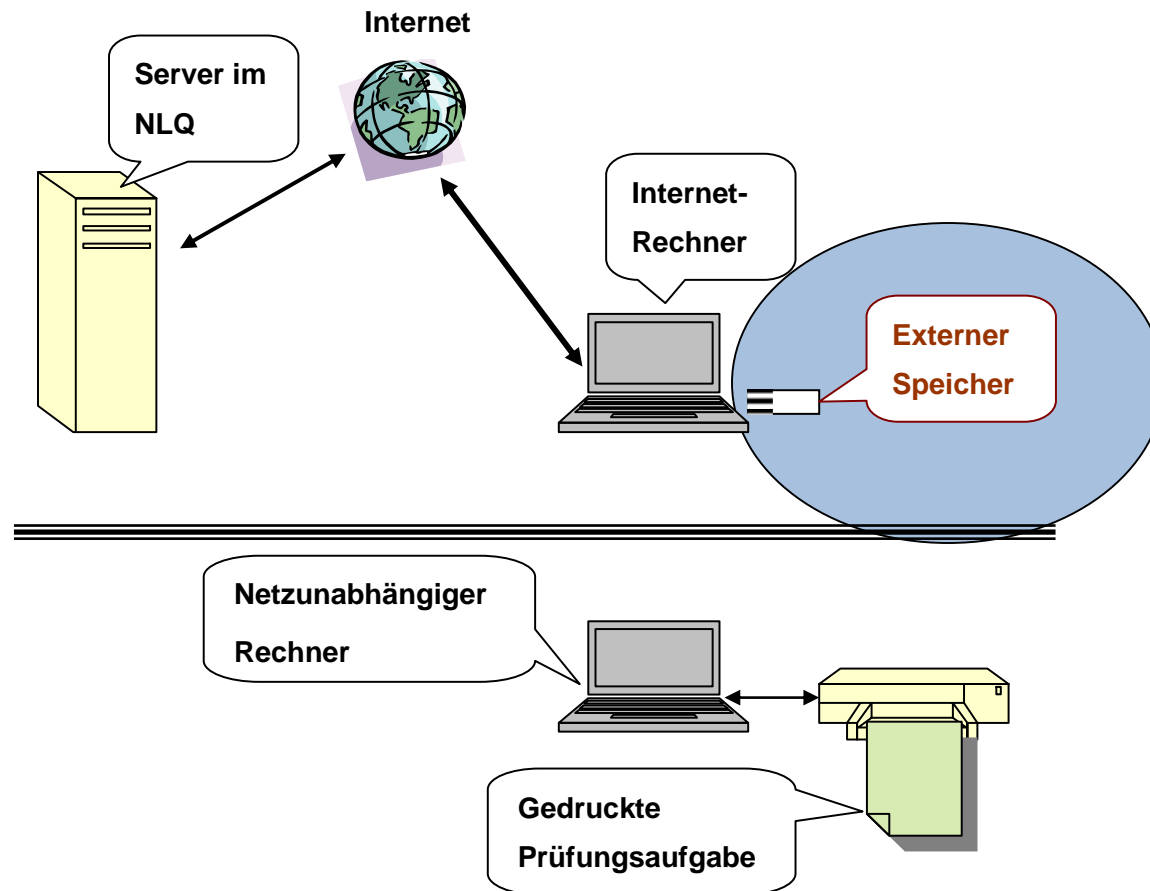 Internet
Server im
NLQ
Internet-
Rechner
Externer
Speicher
Netzunabhängiger
Rechner
Gedruckte
Prüfungsaufgabe